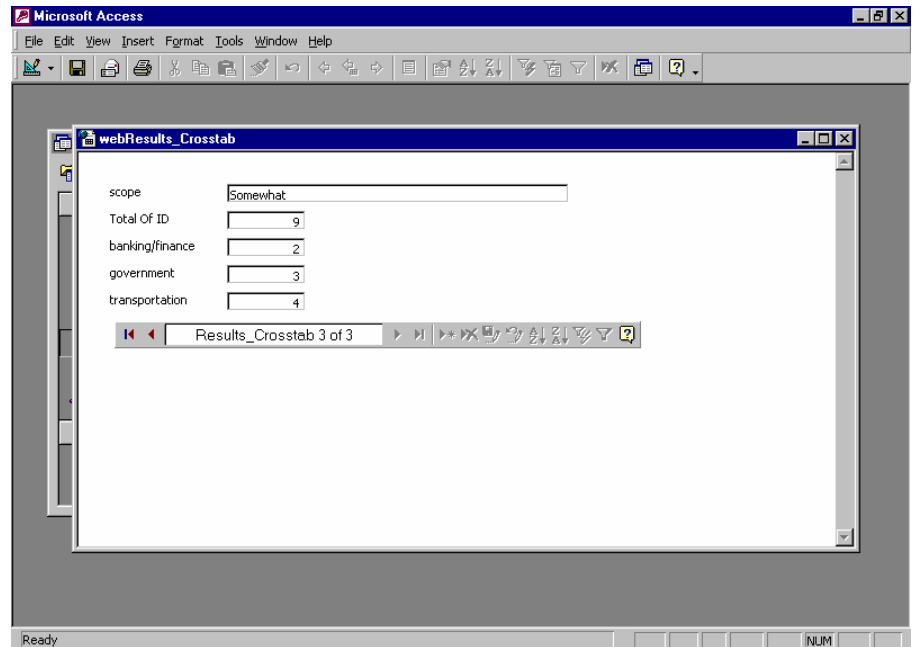 Microsoft Access
File Edit View Insert Format Tools Window Help
webResults_Crosstab
scope Somewhat
Total Of ID 9
banking/finance 2
government 3
transportation 4
Results_Crosstab 3 of 3
Ready NUM